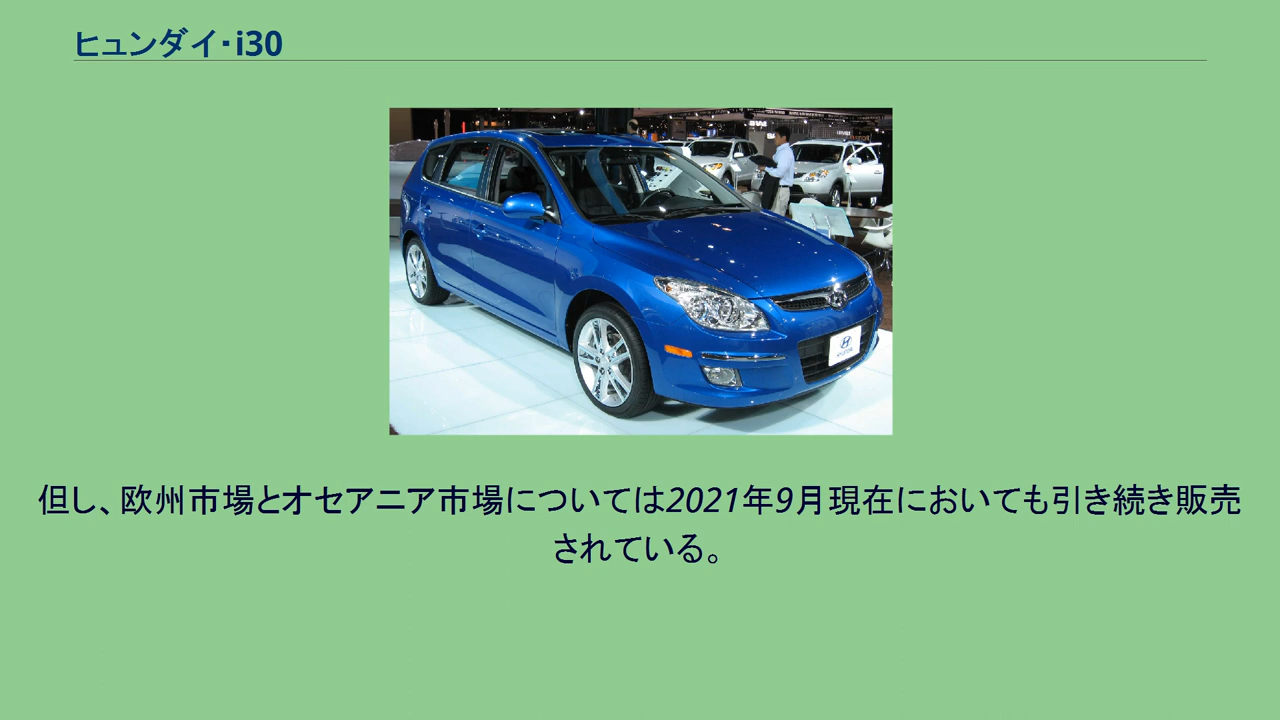 ヒュンダイ・i30
HYUNDAI
但し、欧州市場とオセアニア市場については2021年9月現在においても引き続き販売
されている。